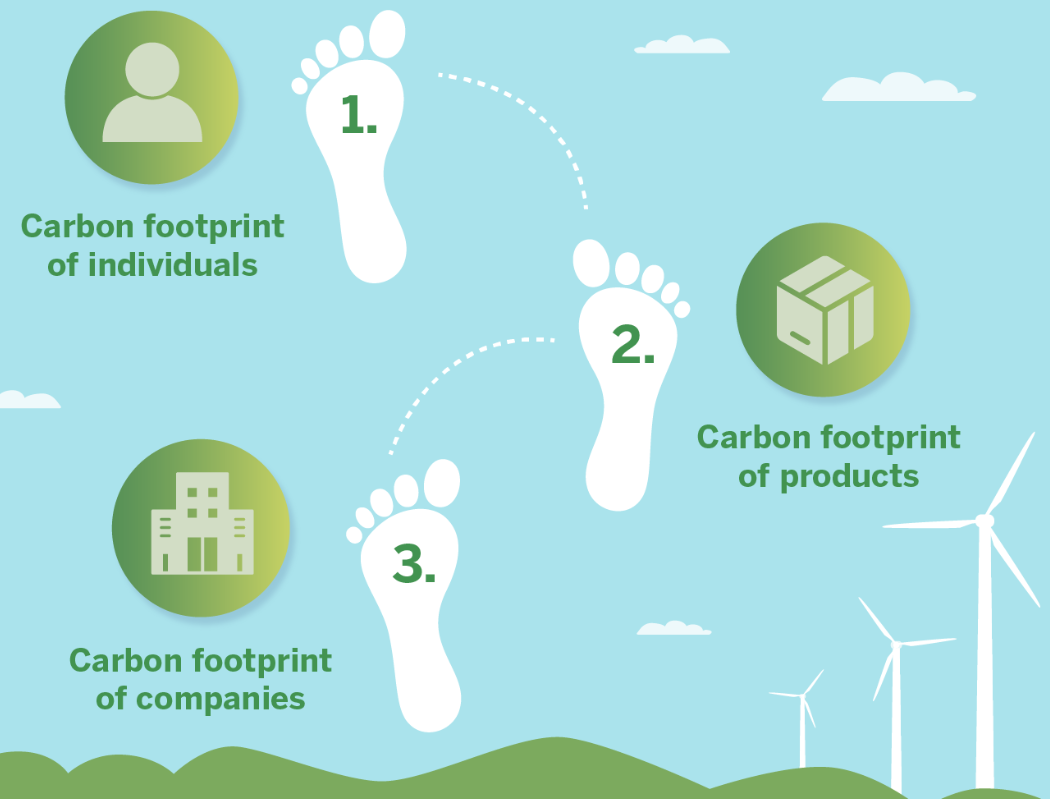 1.
Carbon footprint
of individuals
2.
Carbon footprint
of products
3.
Carbon footprint
of companies